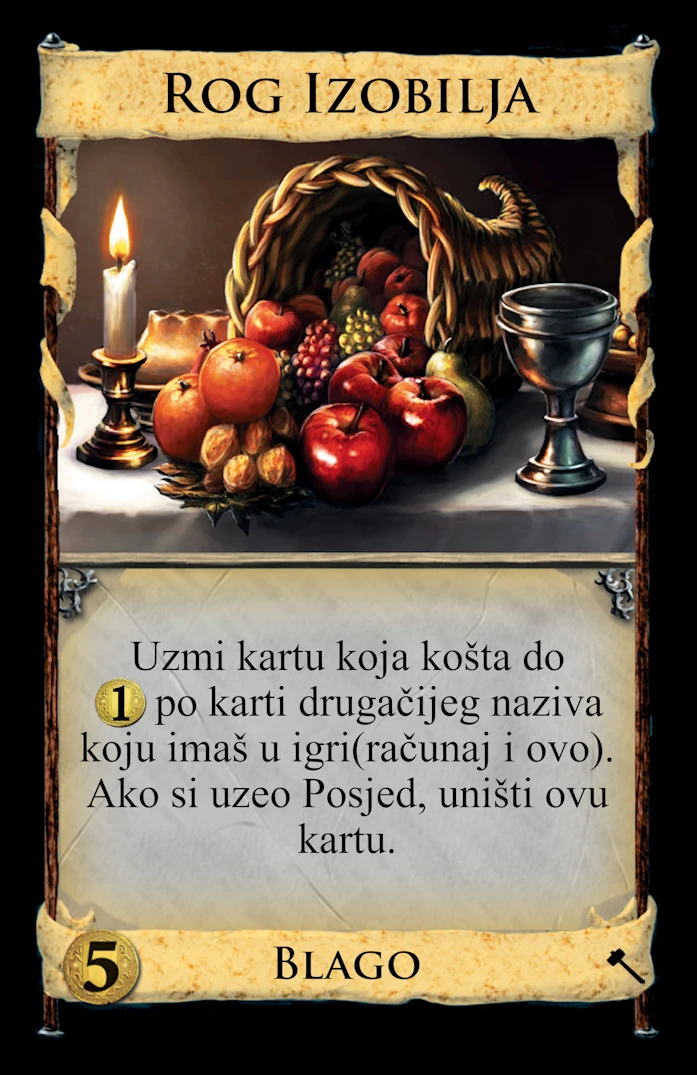 Rog Izobilja
Uzmi kartu koja košta do
1 po karti drugačijeg naziva
koju imaš u igri(računaj i ovo).
Ako si uzeo Posjed, uništi ovu
kartu.
5 Blago